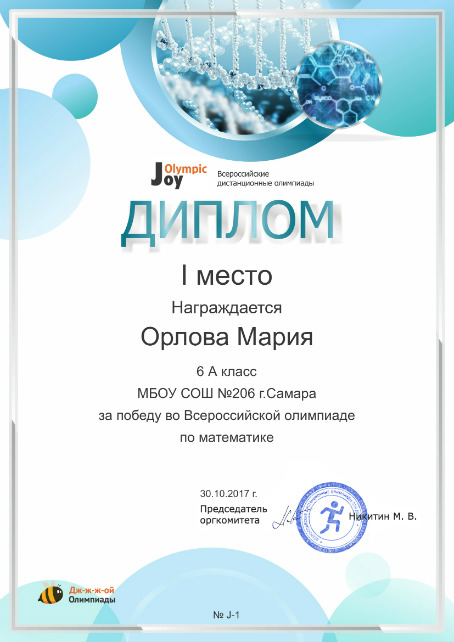 Olympic
Joy
Всероссийские
дистанционные олимпиады
ДИПЛОМ
I место
Награждается
Орлова Мария
6 А класс
МБОУ СОШ №206 г.Самара
за победу во Всероссийской олимпиаде
по математике
30.10.2017 г.
Председатель
оргкомитета
Никитин М. В.
Дж-ж-ж-ой
Олимпиады
№ J-1